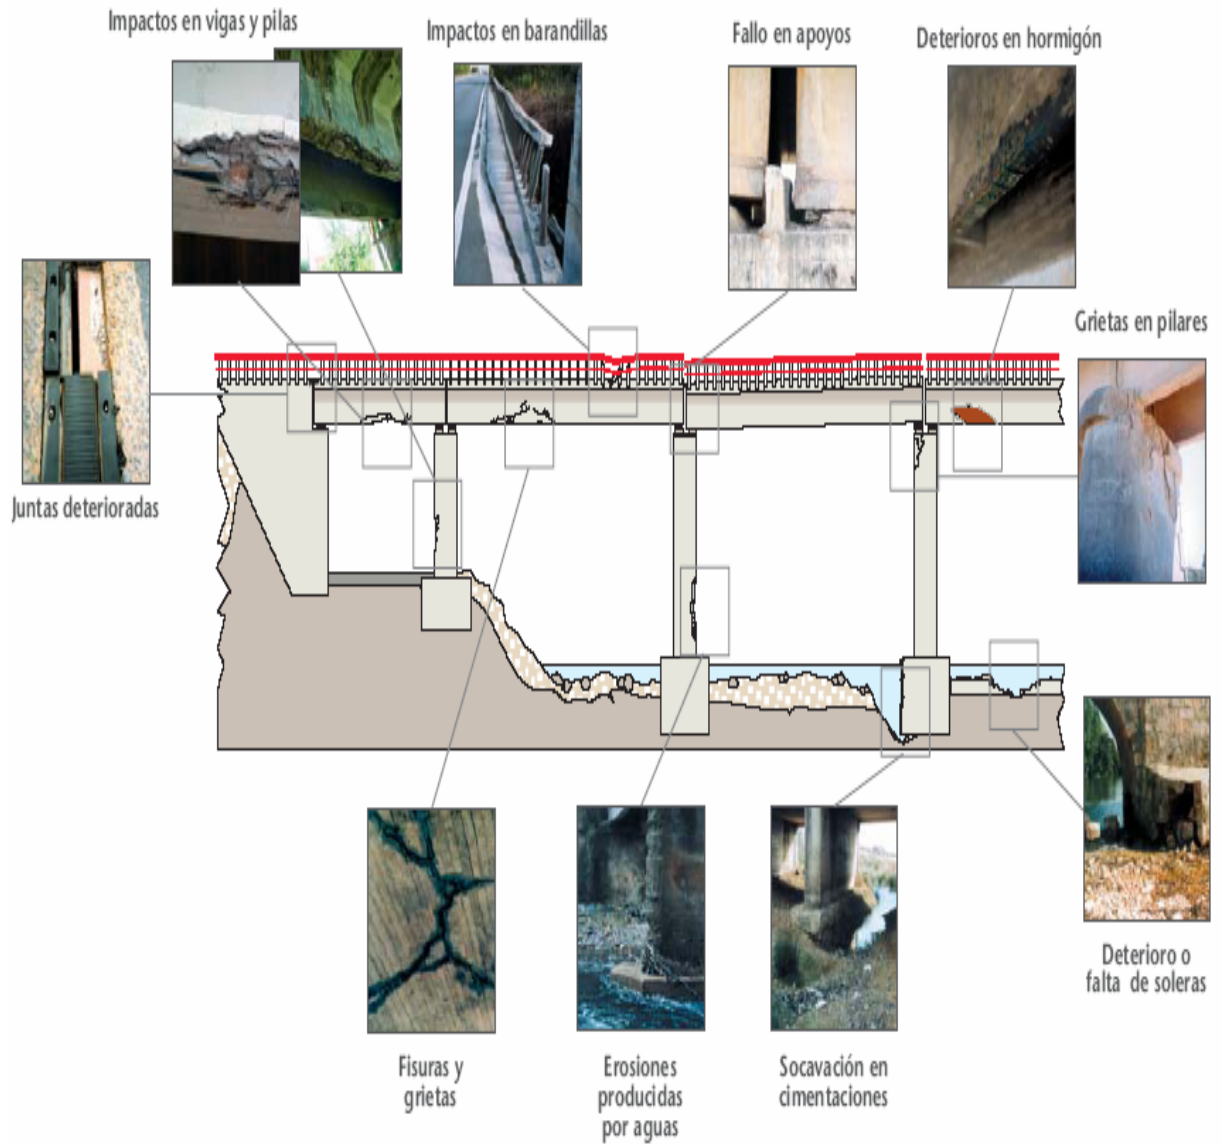 Impactos en vigas y pilas
Impactos en barandillas
Fallo en apoyos
Deterioros en hormigón
Grietas en pilares
Juntas deterioradas
Fisuras y
grietas
Erosiones
producidas
por aguas
Socavación en
cimentaciones
Deterioro o
falta de soleras